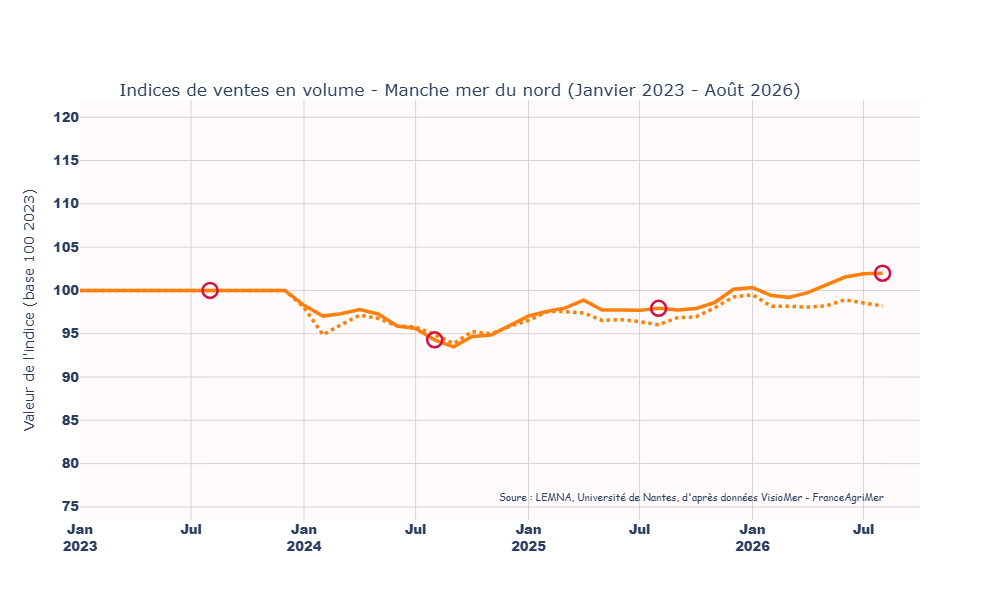 Indices de ventes en volume - Manche mer du nord (Janvier 2023 - Août 2026)
Valeur de l'indice (base 100 2023)
120
115
110
105
100
95
90
85
80
75
Soure : LEMNA, Université de Nantes, d'après données VisioMer - FranceAgriMer
Jan Jul Jan Jul Jan Jul Jan Jul
2023 2024 2025 2026